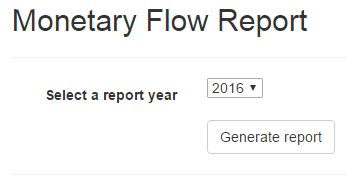 Monetary Flow Report
Select a report year 2016
Generate report